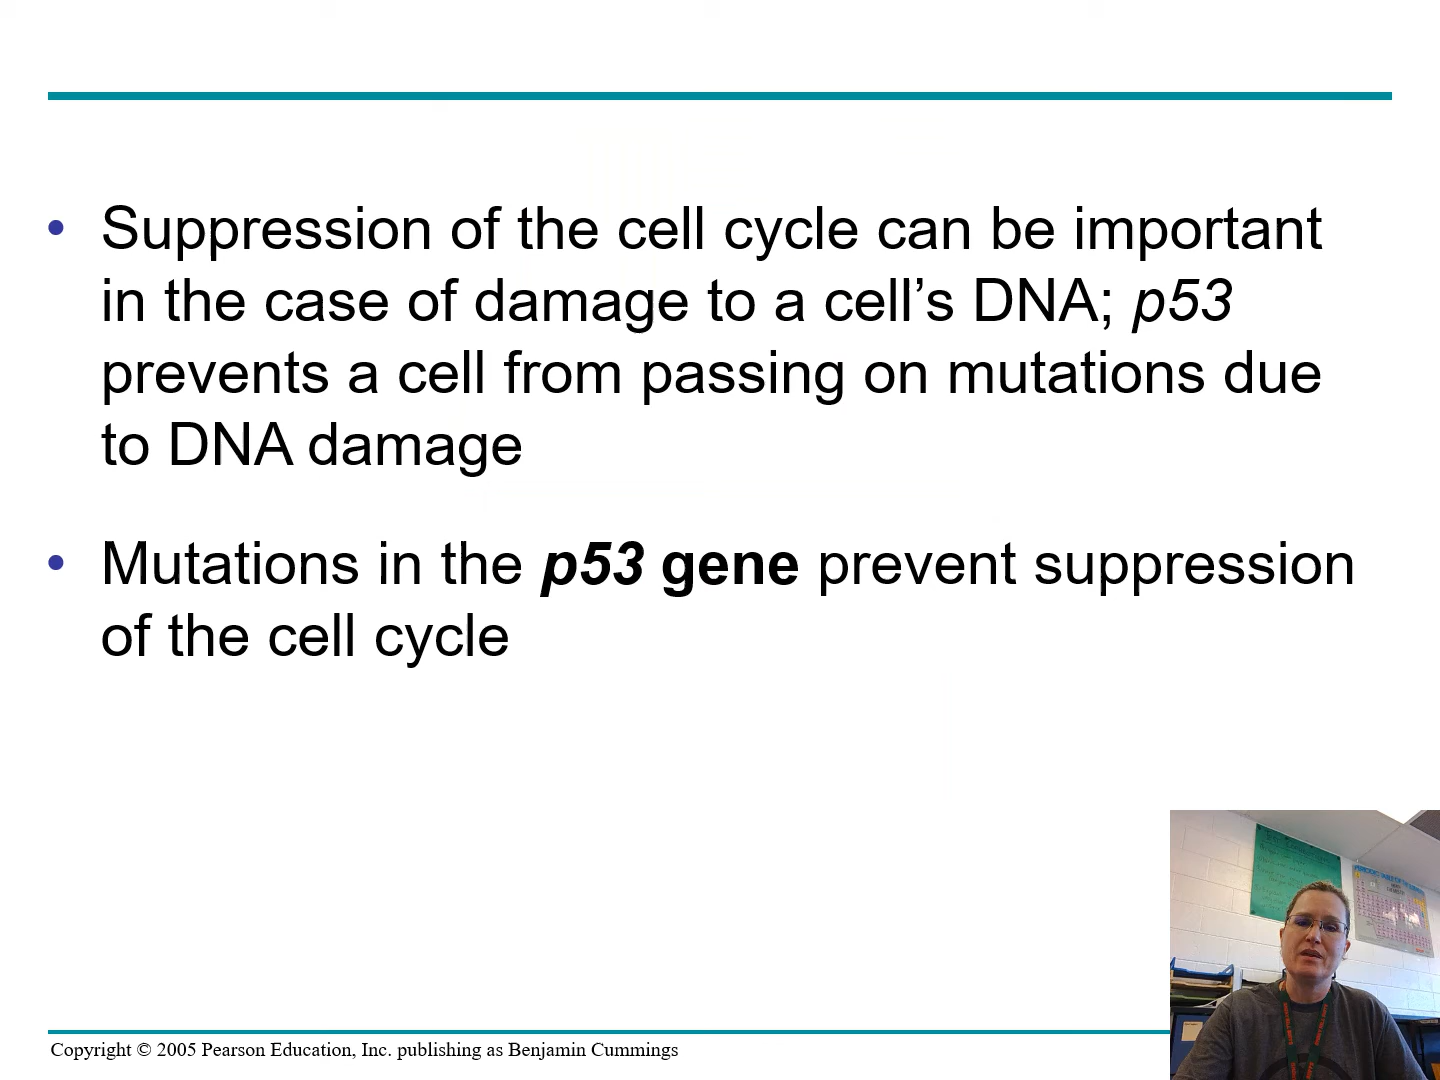 • Suppression of the cell cycle can be important
in the case of damage to a cell’s DNA; p53
prevents a cell from passing on mutations due
to DNA damage
• Mutations in the p53 gene prevent suppression
of the cell cycle
Copyright © 2005 Pearson Education, Inc. publishing as Benjamin Cummings